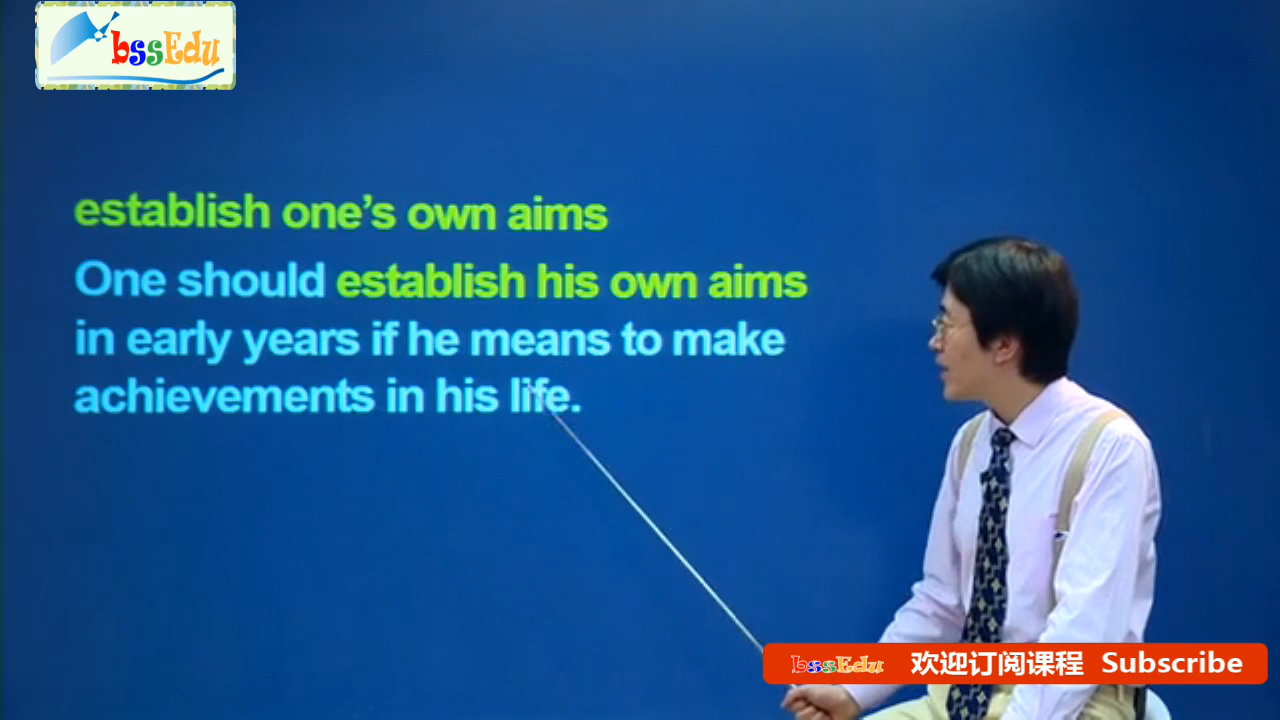 bssEdu
establish one's own aims
One should establish his own aims
in early years if he means to make
achievements in his life.
bssEdu 欢迎订阅课程 Subscribe